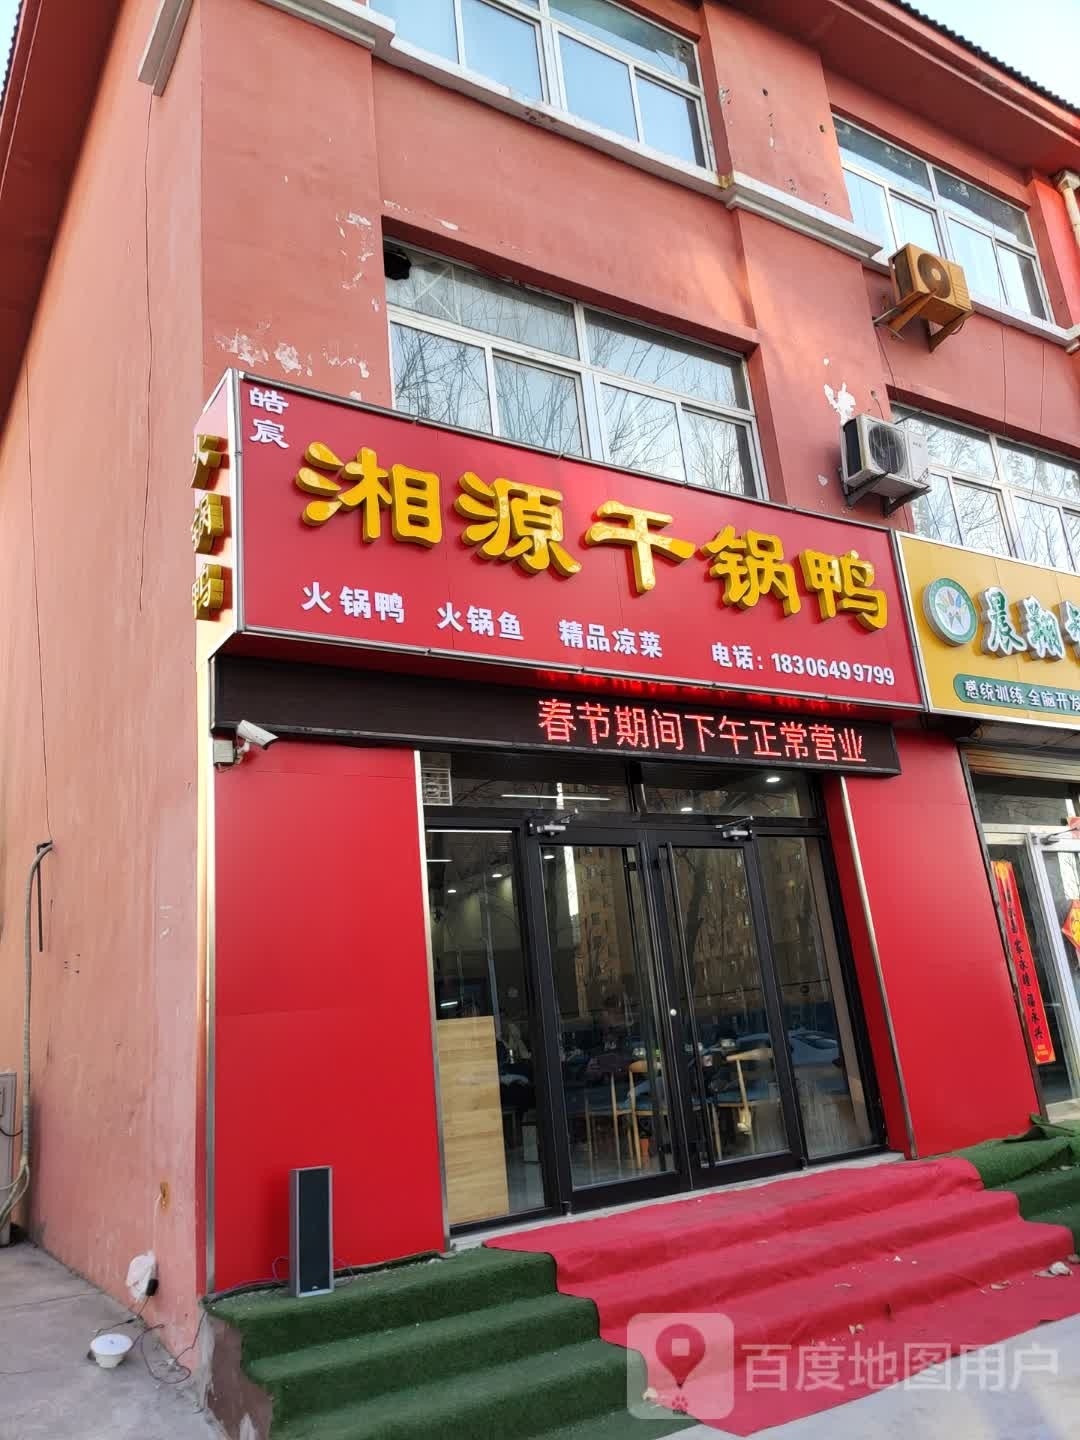 皓宸
湘源干锅鸭
火锅鸭 火锅鱼 精品凉菜 电话：18306499799
火锅鸭
春节期间下午正常营业
晨翔
感统训练 全脑开发
百度地图用户